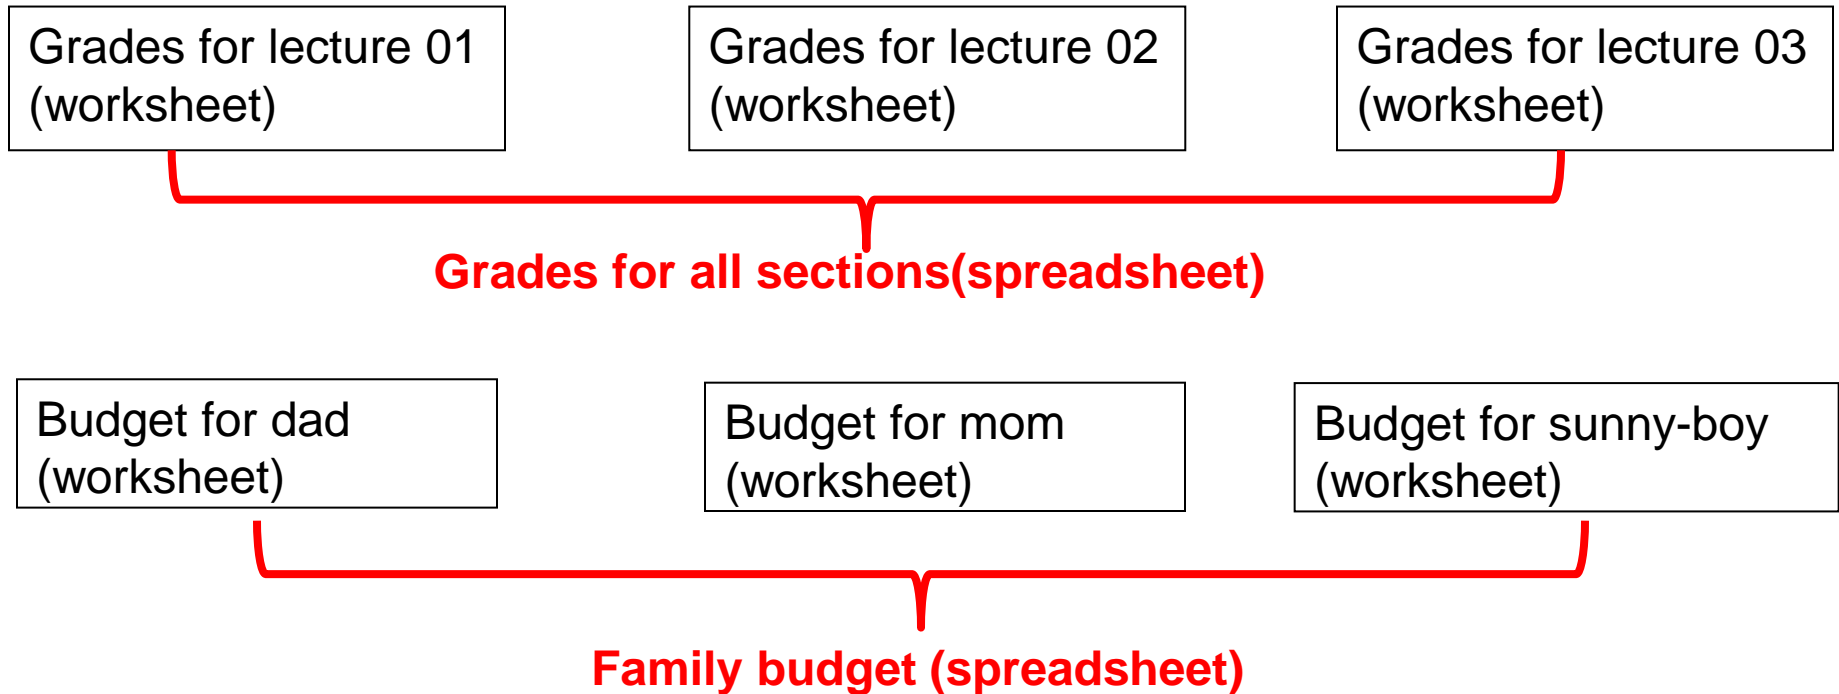 Grades for lecture 01
(worksheet)
Grades for lecture 02
(worksheet)
Grades for lecture 03
(worksheet)
Grades for all sections(spreadsheet)
Budget for dad
(worksheet)
Budget for mom
(worksheet)
Budget for sunny-boy
(worksheet)
Family budget (spreadsheet)